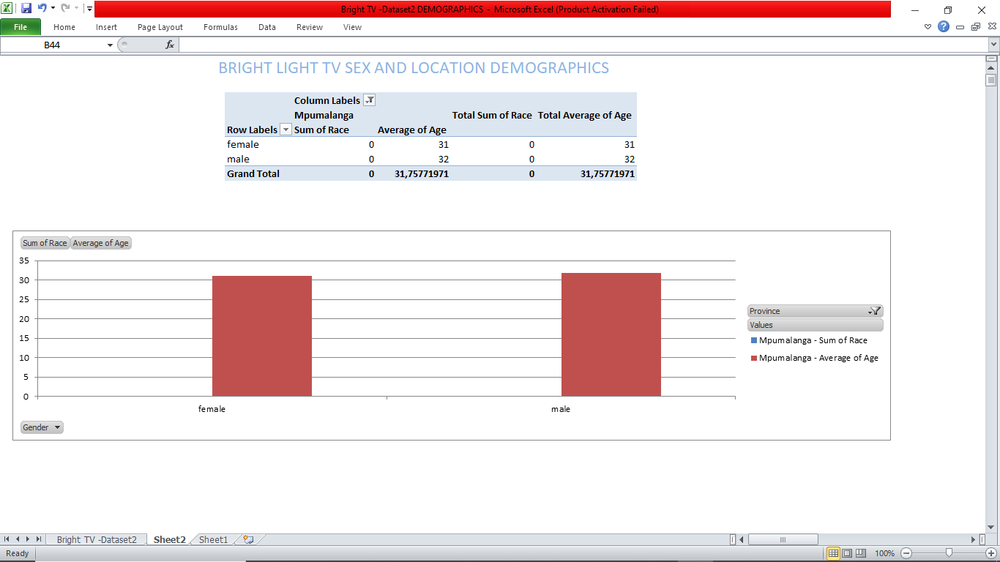 Bright TV -Dataset2 DEMOGRAPHICS - Microsoft Excel (Product Activation Failed)
File Home Insert Page Layout Formulas Data Review View
B44 fx
BRIGHT LIGHT TV SEX AND LOCATION DEMOGRAPHICS
Column Labels
Mpumalanga Total Sum of Race Total Average of Age
Row Labels Sum of Race Average of Age
female 0 31 0 31
male 0 32 0 32
Grand Total 0 31,75771971 0 31,75771971
Sum of Race Average of Age
35
30
25
20
15
10
5
0
female male
Gender
Province
Values
Mpumalanga - Sum of Race
Mpumalanga - Average of Age
Bright TV -Dataset2 Sheet2 Sheet1
Ready 100%